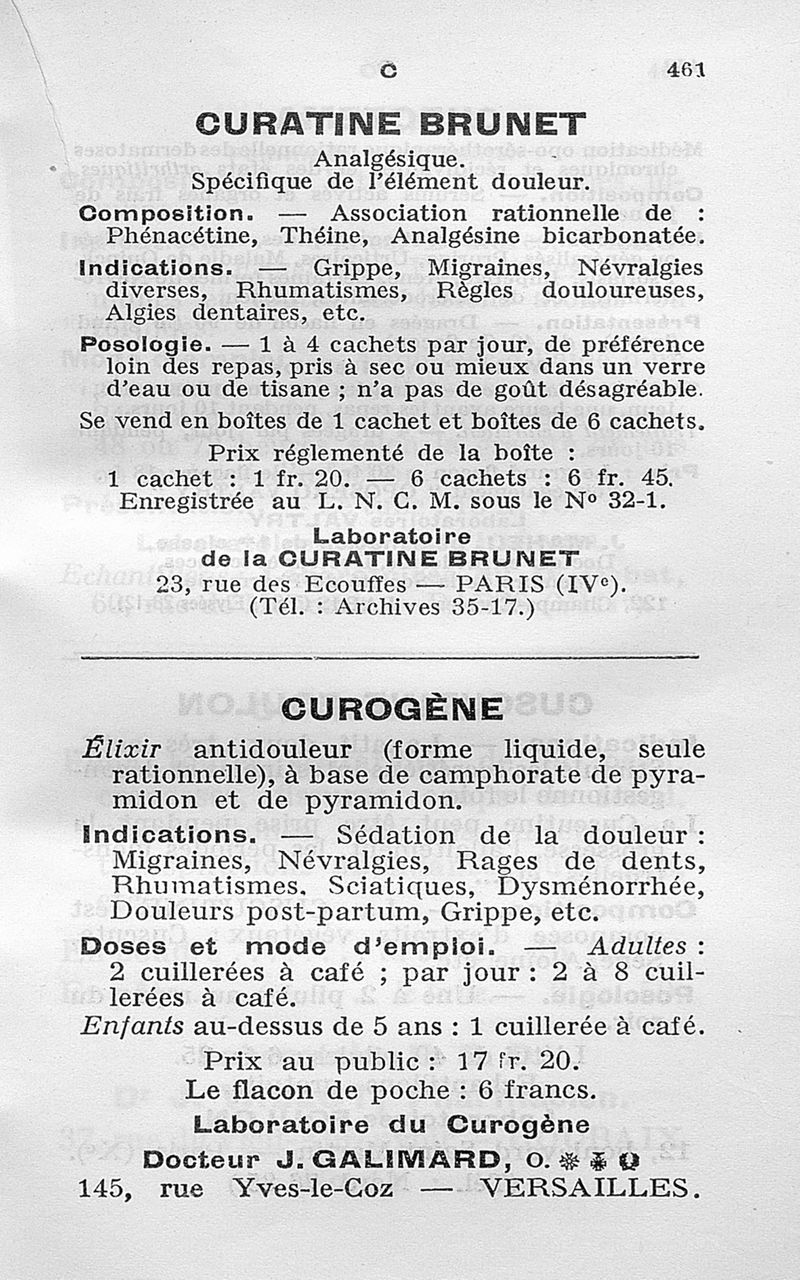 C 461
CURATINE BRUNET
Analgésique.
Spécifique de l'élément douleur.
Composition. — Association rationnelle de :
Phénacétine, Théine, Analgésine bicarbonatée.
Indications. — Grippe, Migraines, Névralgies
diverses, Rhumatismes, Règles douloureuses,
Algies dentaires, etc.
Posologie. — 1 à 4 cachets par jour, de préférence
loin des repas, pris à sec ou mieux dans un verre
d'eau ou de tisane ; n'a pas de goût désagréable.
Se vend en boîtes de 1 cachet et boîtes de 6 cachets.
Prix réglementé de la boîte :
1 cachet : 1 fr. 20. — 6 cachets : 6 fr. 45.
Enregistrée au L. N. C. M. sous le Nº 32-1.
Laboratoire
de la CURATINE BRUNET
23, rue des Ecouffes — PARIS (IVe).
(Tél. : Archives 35-17.)
CUROGÈNE
Élixir antidouleur (forme liquide, seule
rationnelle), à base de camphorate de pyra-
midon et de pyramidon.
Indications. — Sédation de la douleur :
Migraines, Névralgies, Rages de dents,
Rhumatismes. Sciatiques, Dysménorrhée,
Douleurs post-partum, Grippe, etc.
Doses et mode d'emploi. — Adultes :
2 cuillerées à café ; par jour : 2 à 8 cuil-
lerées à café.
Enfants au-dessus de 5 ans : 1 cuillerée à café.
Prix au public : 17 fr. 20.
Le flacon de poche : 6 francs.
Laboratoire du Curogène
Docteur J. GALIMARD, O.
145, rue Yves-le-Coz — VERSAILLES.